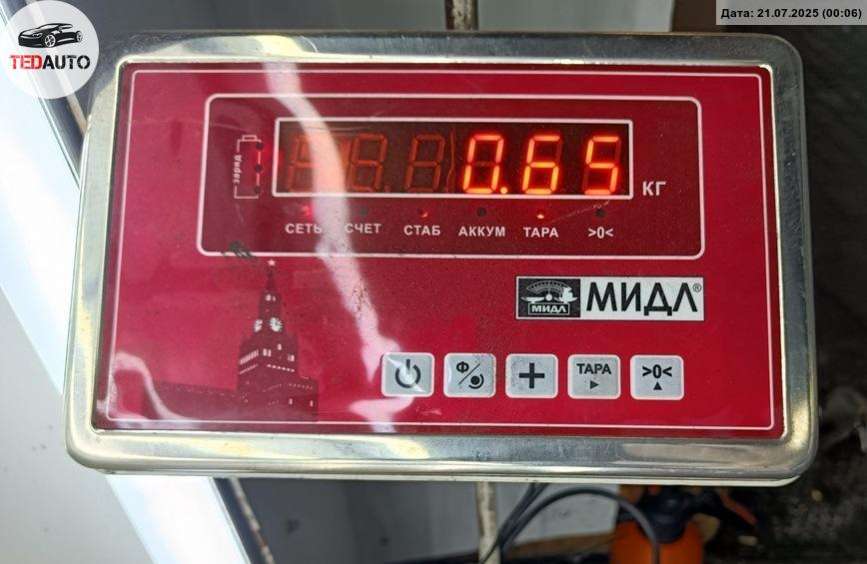 Дата: 21.07.2025 (00:06)
TEDAUTO
заряд
0.65 КГ
СЕТЬ СЧЕТ СТАБ АККУМ ТАРА >0<
МИДЛ МИДЛ®
Ф/ + ТАРА >0<